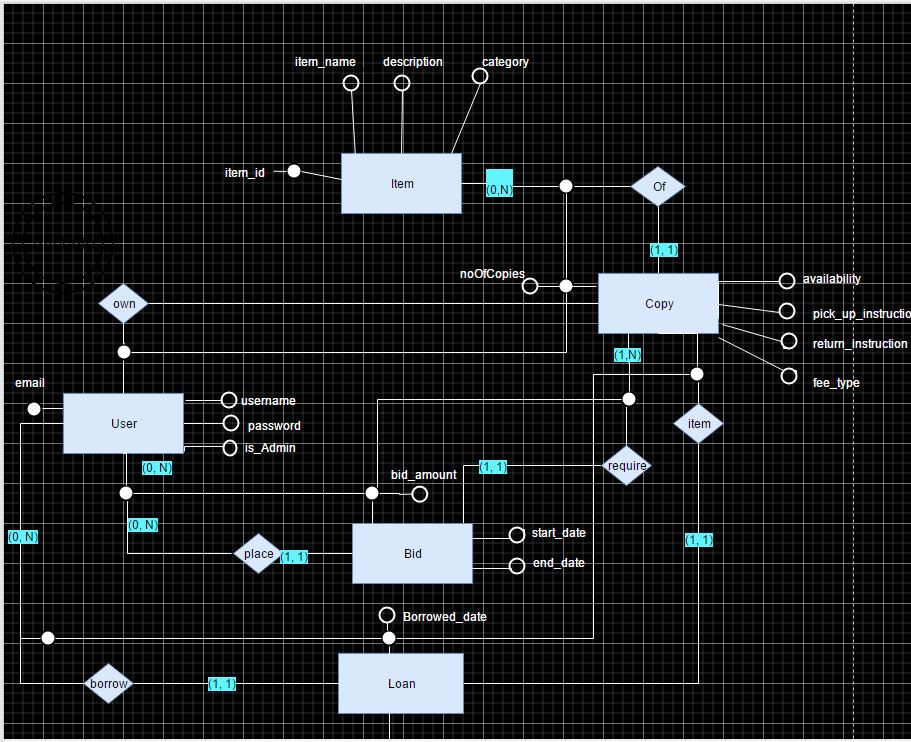 item_name description category
item_id
Item
(0,N)
Of
(1, 1)
noOfCopies
own
Copy
availability
pick_up_instructio
return_instruction
fee_type
(1,N)
email
User
username
password
is_Admin
item
(0, N)
bid_amount
(1, 1)
require
(0, N)
(0, N)
place
(1, 1)
Bid
start_date
end_date
(1, 1)
Borrowed_date
borrow
(1, 1)
Loan